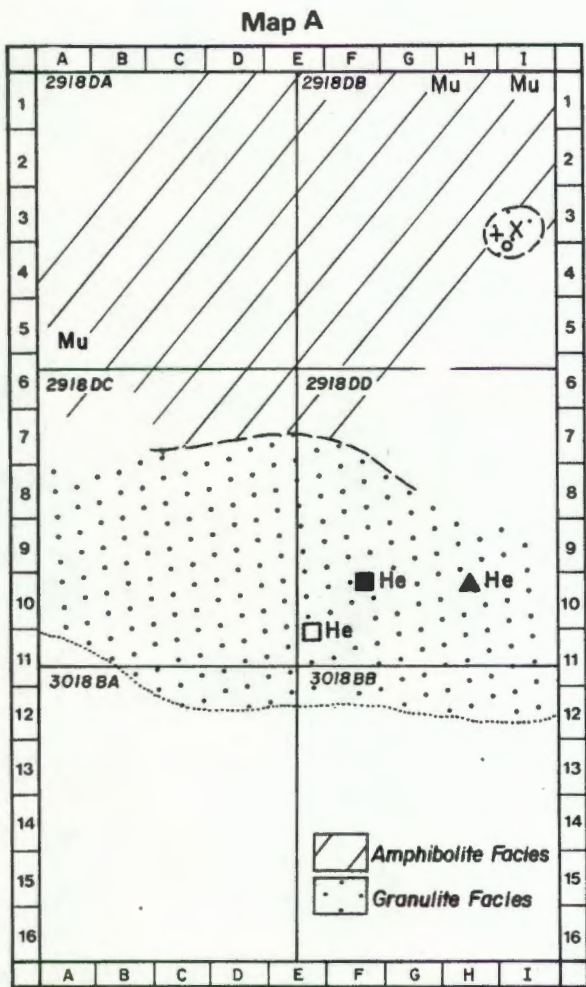 Map A
A B C D E F G H I
2918DA 2918DB Mu Mu
1 1
2 2
3 3
+ X
4 4
5 5
Mu
6 6
2918DC 2918DD
7 7
8 8
9 9
He He
10 10
He
11 11
3018BA 3018BB
12 12
13 13
14 14
Amphibolite Facies
15 15
Granulite Facies
16 16
A B C D E F G H I